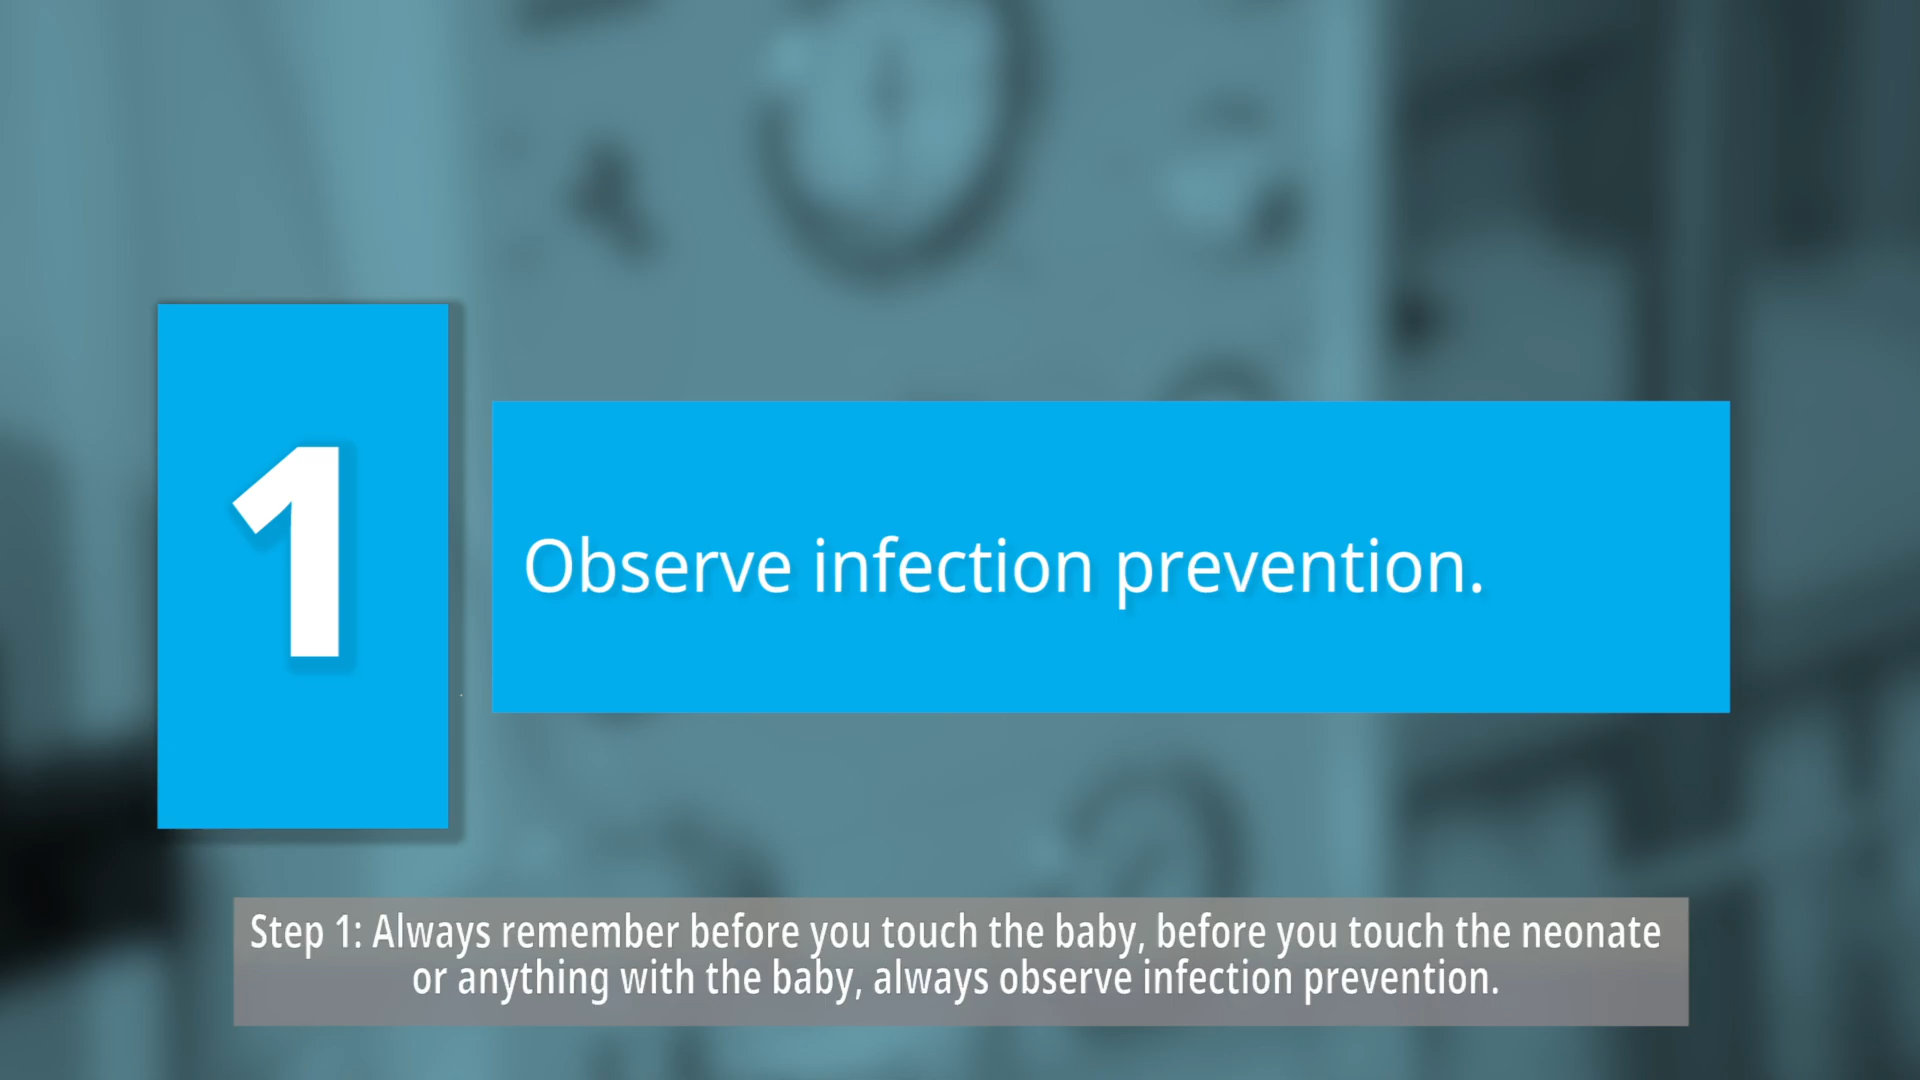 1
Observe infection prevention.
Step 1: Always remember before you touch the baby, before you touch the neonate
or anything with the baby, always observe infection prevention.